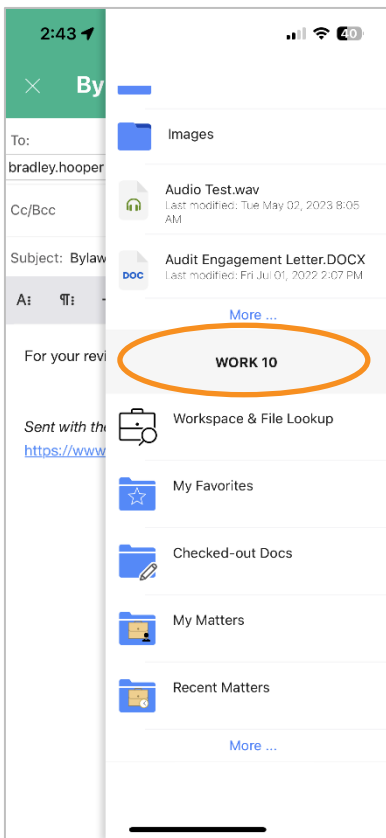 2:43
40
By
Images
To:
bradley.hooper
Audio Test.wav
Last modified: Tue May 02, 2023 8:05
AM
Cc/Bcc
Subject: Bylaw
Audit Engagement Letter.DOCX
DOC
Last modified: Fri Jul 01, 2022 2:07 PM
A
More ...
For your revi
WORK 10
Workspace & File Lookup
Sent with the
https://www
My Favorites
Checked-out Docs
My Matters
Recent Matters
More ...